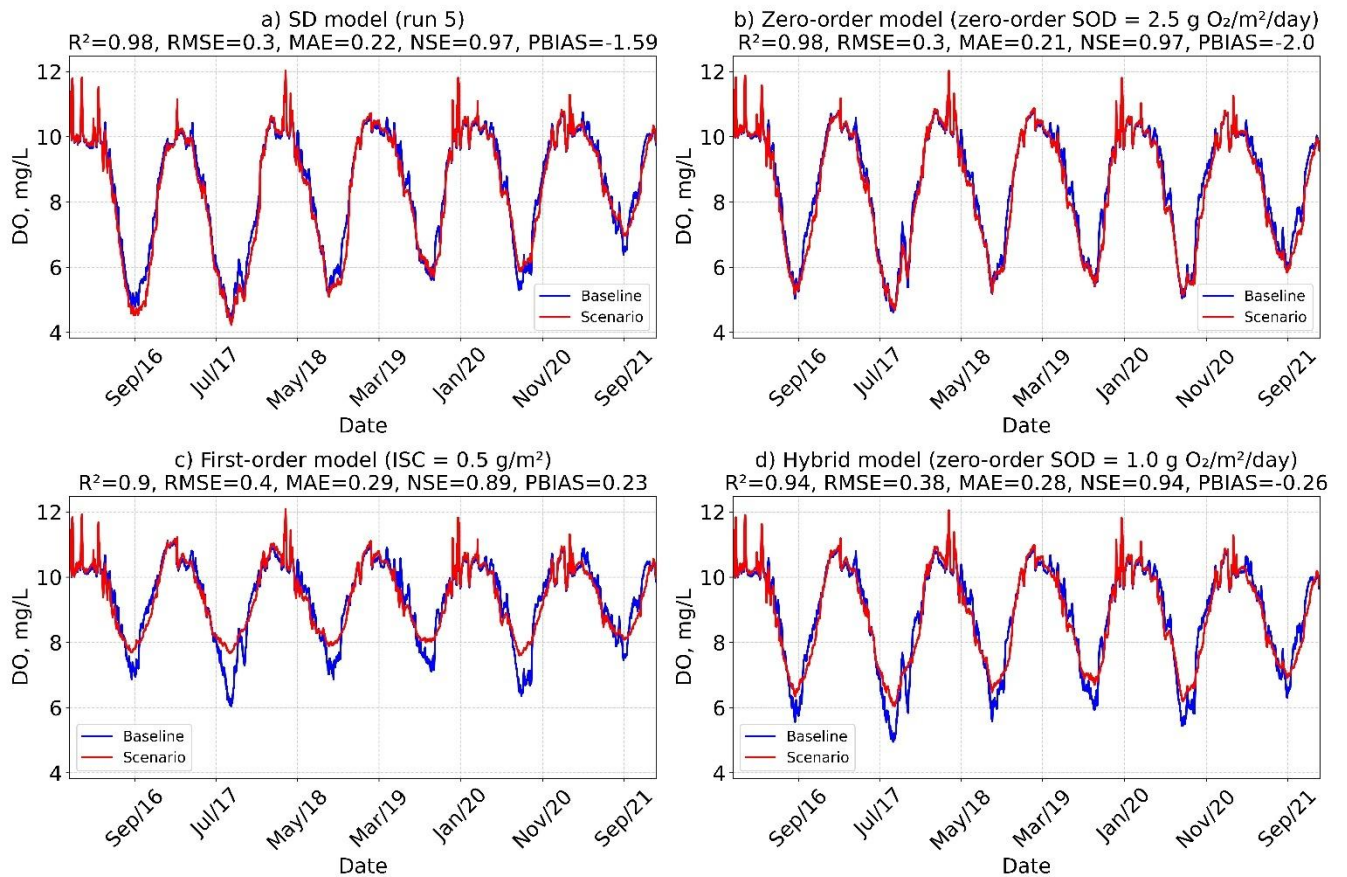 a) SD model (run 5)
R²=0.98, RMSE=0.3, MAE=0.22, NSE=0.97, PBIAS=-1.59
DO, mg/L
12
10
8
6
4
Baseline
Scenario
Sep/16
Jul/17
May/18
Mar/19
Jan/20
Nov/20
Sep/21
Date
b) Zero-order model (zero-order SOD = 2.5 g O₂/m²/day)
R²=0.98, RMSE=0.3, MAE=0.21, NSE=0.97, PBIAS=-2.0
DO, mg/L
12
10
8
6
4
Baseline
Scenario
Sep/16
Jul/17
May/18
Mar/19
Jan/20
Nov/20
Sep/21
Date
c) First-order model (ISC = 0.5 g/m²)
R²=0.9, RMSE=0.4, MAE=0.29, NSE=0.89, PBIAS=0.23
DO, mg/L
12
10
8
6
4
Baseline
Scenario
Sep/16
Jul/17
May/18
Mar/19
Jan/20
Nov/20
Sep/21
Date
d) Hybrid model (zero-order SOD = 1.0 g O₂/m²/day)
R²=0.94, RMSE=0.38, MAE=0.28, NSE=0.94, PBIAS=-0.26
DO, mg/L
12
10
8
6
4
Baseline
Scenario
Sep/16
Jul/17
May/18
Mar/19
Jan/20
Nov/20
Sep/21
Date